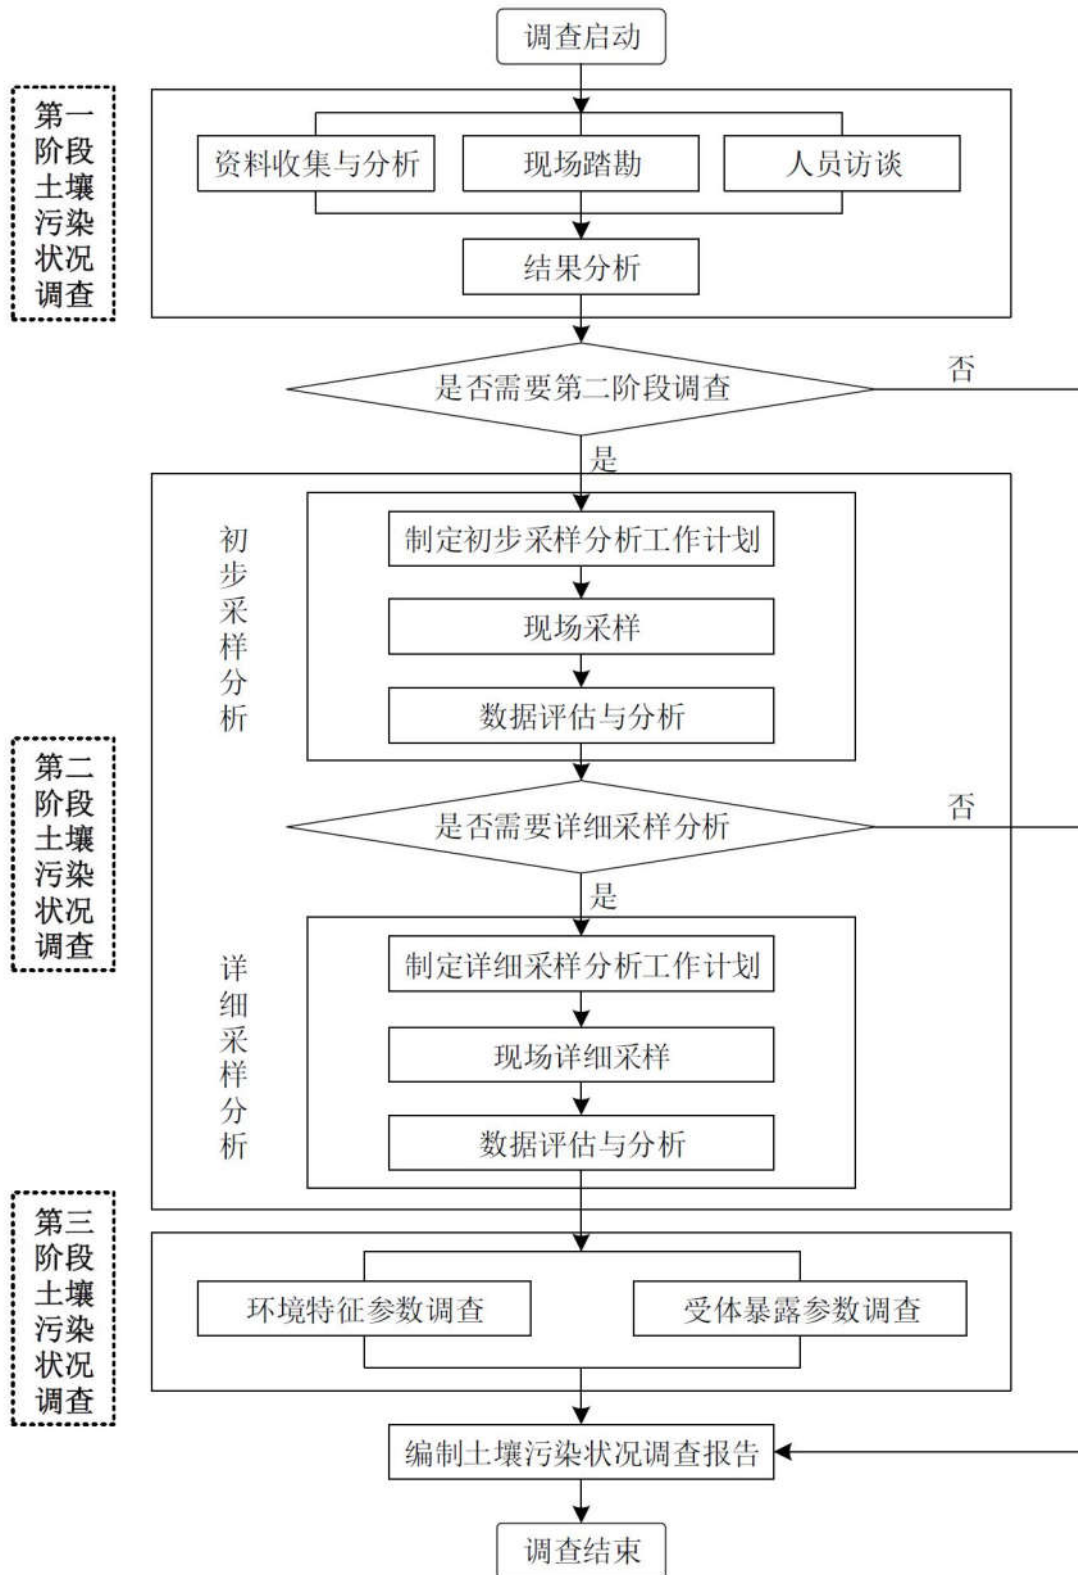 调查启动
第一
阶段
土壤
污染
状况
调查
资料收集与分析
现场踏勘
人员访谈
结果分析
是否需要第二阶段调查
否
是
初步采样分析
制定初步采样分析工作计划
现场采样
数据评估与分析
第二
阶段
土壤
污染
状况
调查
是否需要详细采样分析
否
是
详细采样分析
制定详细采样分析工作计划
现场详细采样
数据评估与分析
第三
阶段
土壤
污染
状况
调查
环境特征参数调查
受体暴露参数调查
编制土壤污染状况调查报告
调查结束